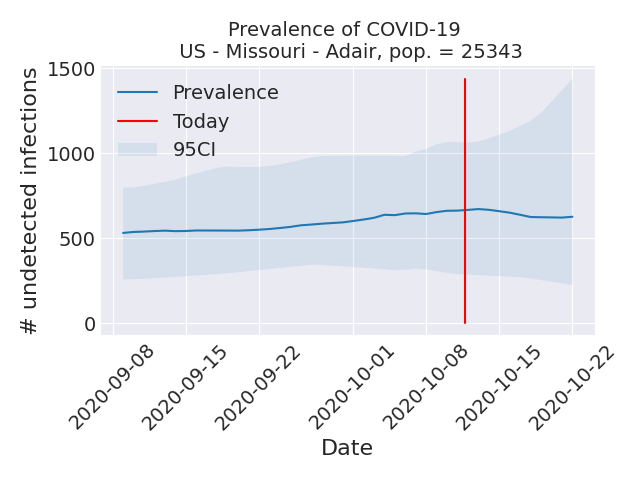 Prevalence of COVID-19
US - Missouri - Adair, pop. = 25343
# undetected infections
1500
1000
500
0
Prevalence
Today
95CI
2020-09-08
2020-09-15
2020-09-22
2020-10-01
2020-10-08
2020-10-15
2020-10-22
Date